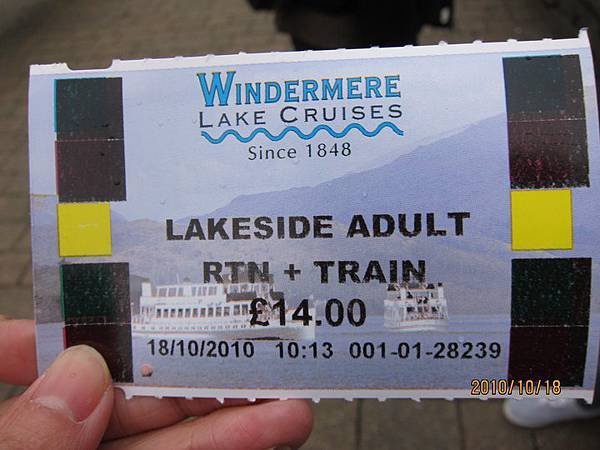 WINDERMERE
LAKE CRUISES
Since 1848
LAKESIDE ADULT
RTN + TRAIN
£14.00
18/10/2010 10:13 001-01-28239
2010/10/18